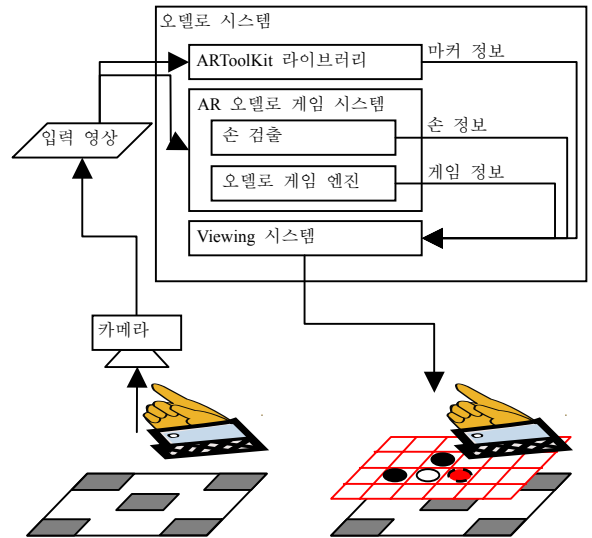 오델로 시스템
ARToolKit 라이브러리
마커 정보
AR 오델로 게임 시스템
입력 영상
손 검출
손 정보
오델로 게임 엔진
게임 정보
Viewing 시스템
카메라